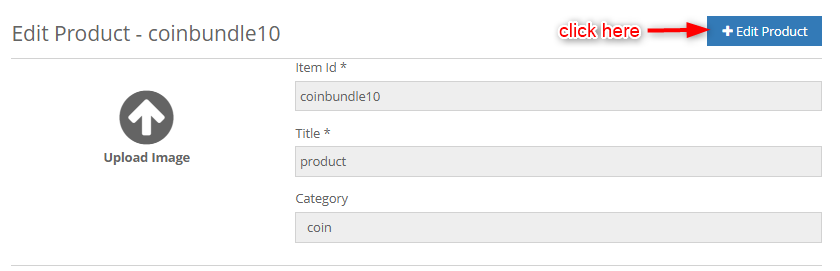 Edit Product - coinbundle10
click here
Edit Product
Item Id *
coinbundle10
Upload Image
Title *
product
Category
coin